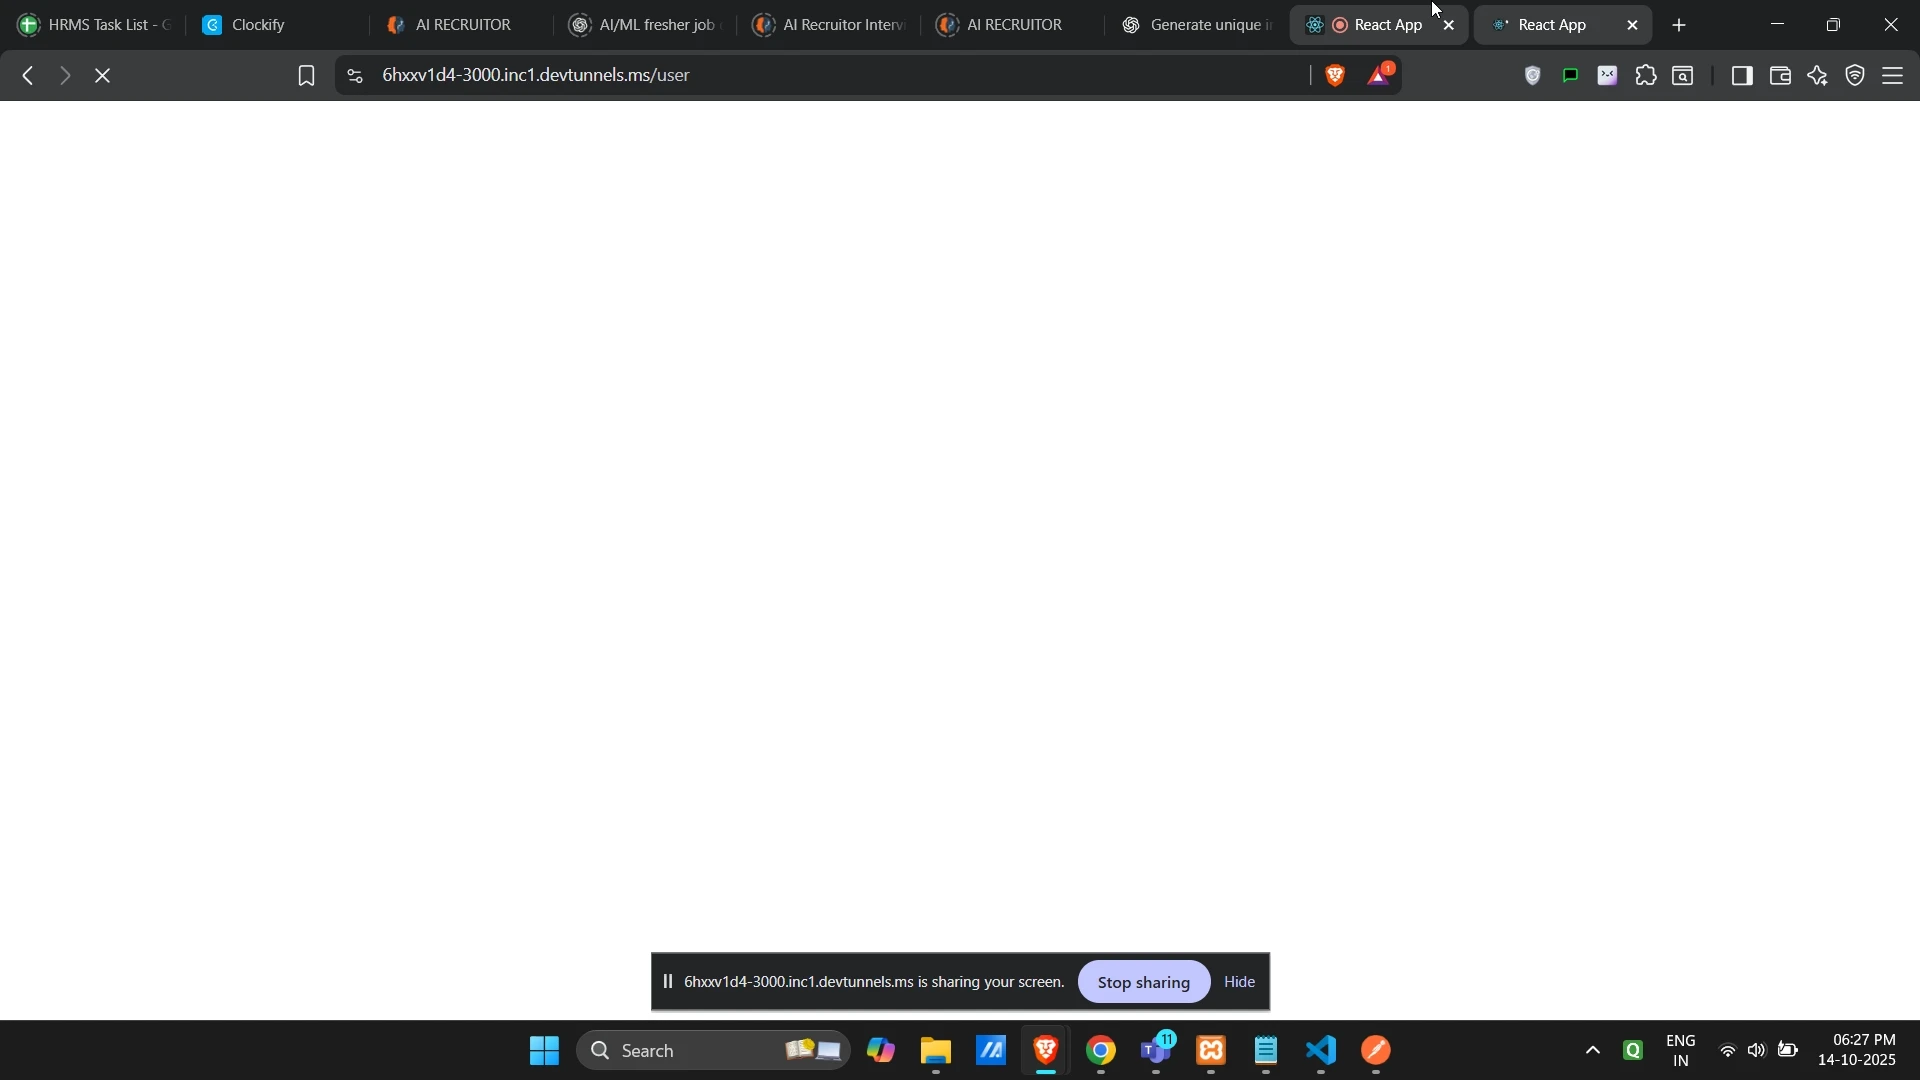 HRMS Task List - G
Clockify
AI RECRUITOR
AI/ML fresher job
AI Recruitor Interv
AI RECRUITOR
Generate unique i
React App
React App
6hxxv1d4-3000.inc1.devtunnels.ms/user
1
6hxxv1d4-3000.inc1.devtunnels.ms is sharing your screen.
Stop sharing
Hide
Search
11
ENG
IN
06:27 PM
14-10-2025